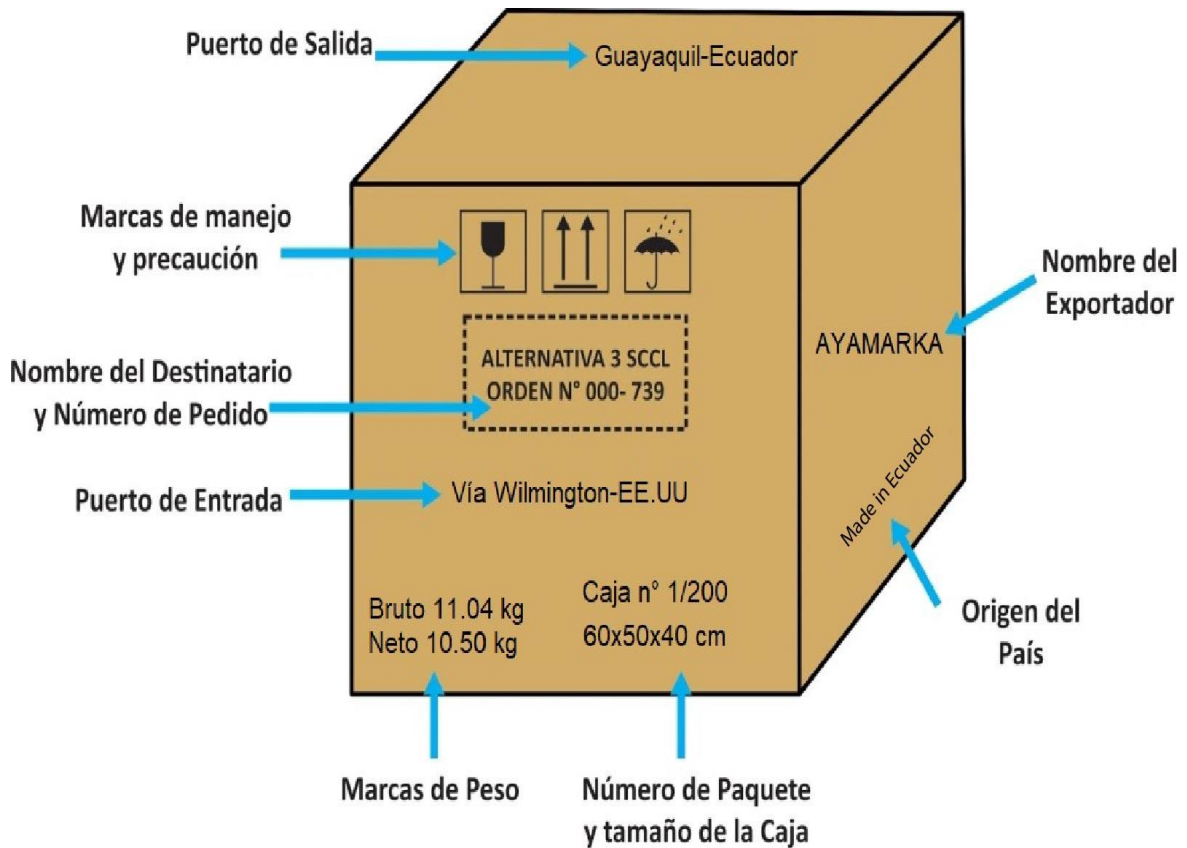 Puerto de Salida
Guayaquil-Ecuador
Marcas de manejo
y precaución
Nombre del
Exportador
AYAMARKA
ALTERNATIVA 3 SCCL
ORDEN N° 000- 739
Nombre del Destinatario
y Número de Pedido
Puerto de Entrada
Vía Wilmington-EE.UU
Made in Ecuador
Origen del
País
Bruto 11.04 kg
Neto 10.50 kg
Caja n° 1/200
60x50x40 cm
Marcas de Peso
Número de Paquete
y tamaño de la Caja